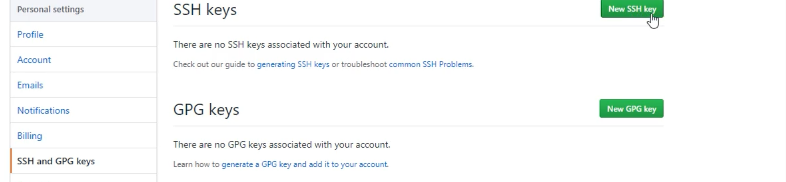 Personal settings
Profile
Account
Emails
Notifications
Billing
SSH and GPG keys
SSH keys
New SSH key
There are no SSH keys associated with your account.
Check out our guide to generating SSH keys or troubleshoot common SSH Problems.
GPG keys
New GPG key
There are no GPG keys associated with your account.
Learn how to generate a GPG key and add it to your account.